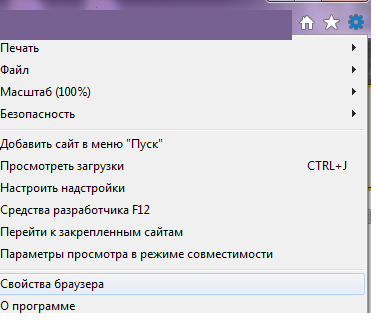 Печать
Файл
Масштаб (100%)
Безопасность
Добавить сайт в меню "Пуск"
Просмотреть загрузки CTRL+J
Настроить надстройки
Средства разработчика F12
Перейти к закрепленным сайтам
Параметры просмотра в режиме совместимости
Свойства браузера
О программе